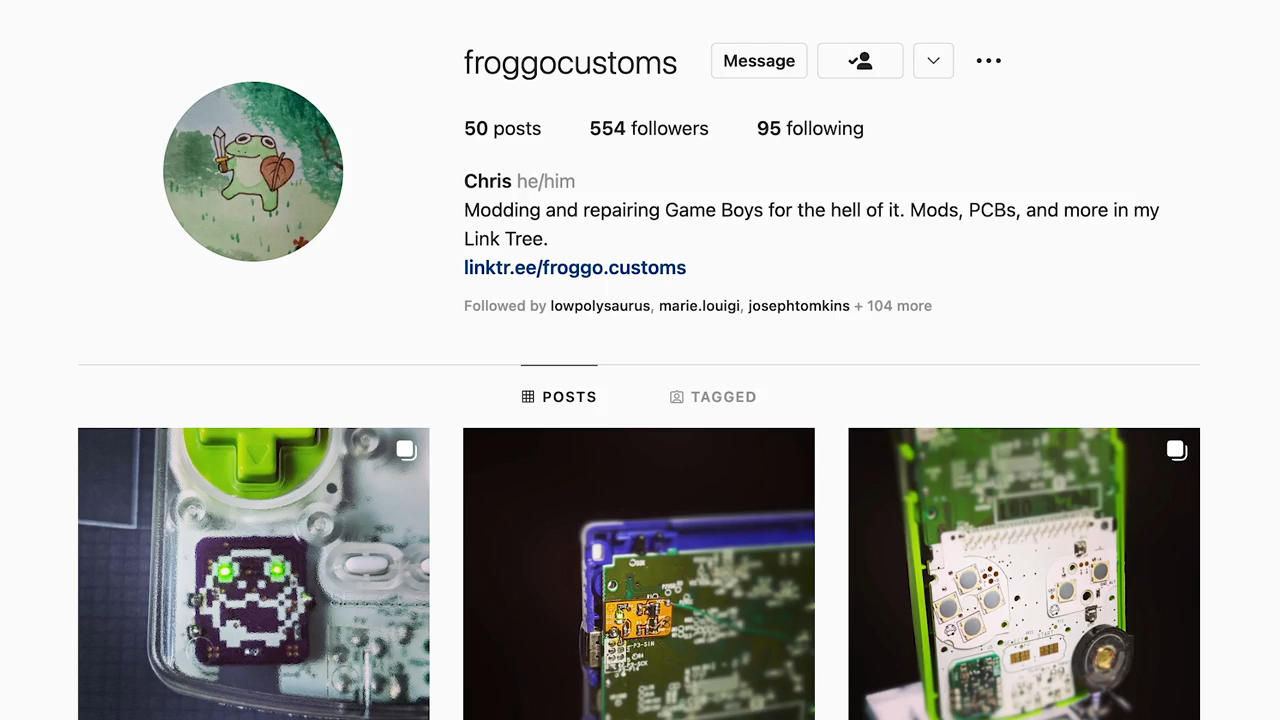 froggocustoms
Message
50 posts
554 followers
95 following
Chris he/him
Modding and repairing Game Boys for the hell of it. Mods, PCBs, and more in my
Link Tree.
linktr.ee/froggo.customs
Followed by lowpolysaurus, marie.louigi, josephtomkins + 104 more
POSTS
TAGGED